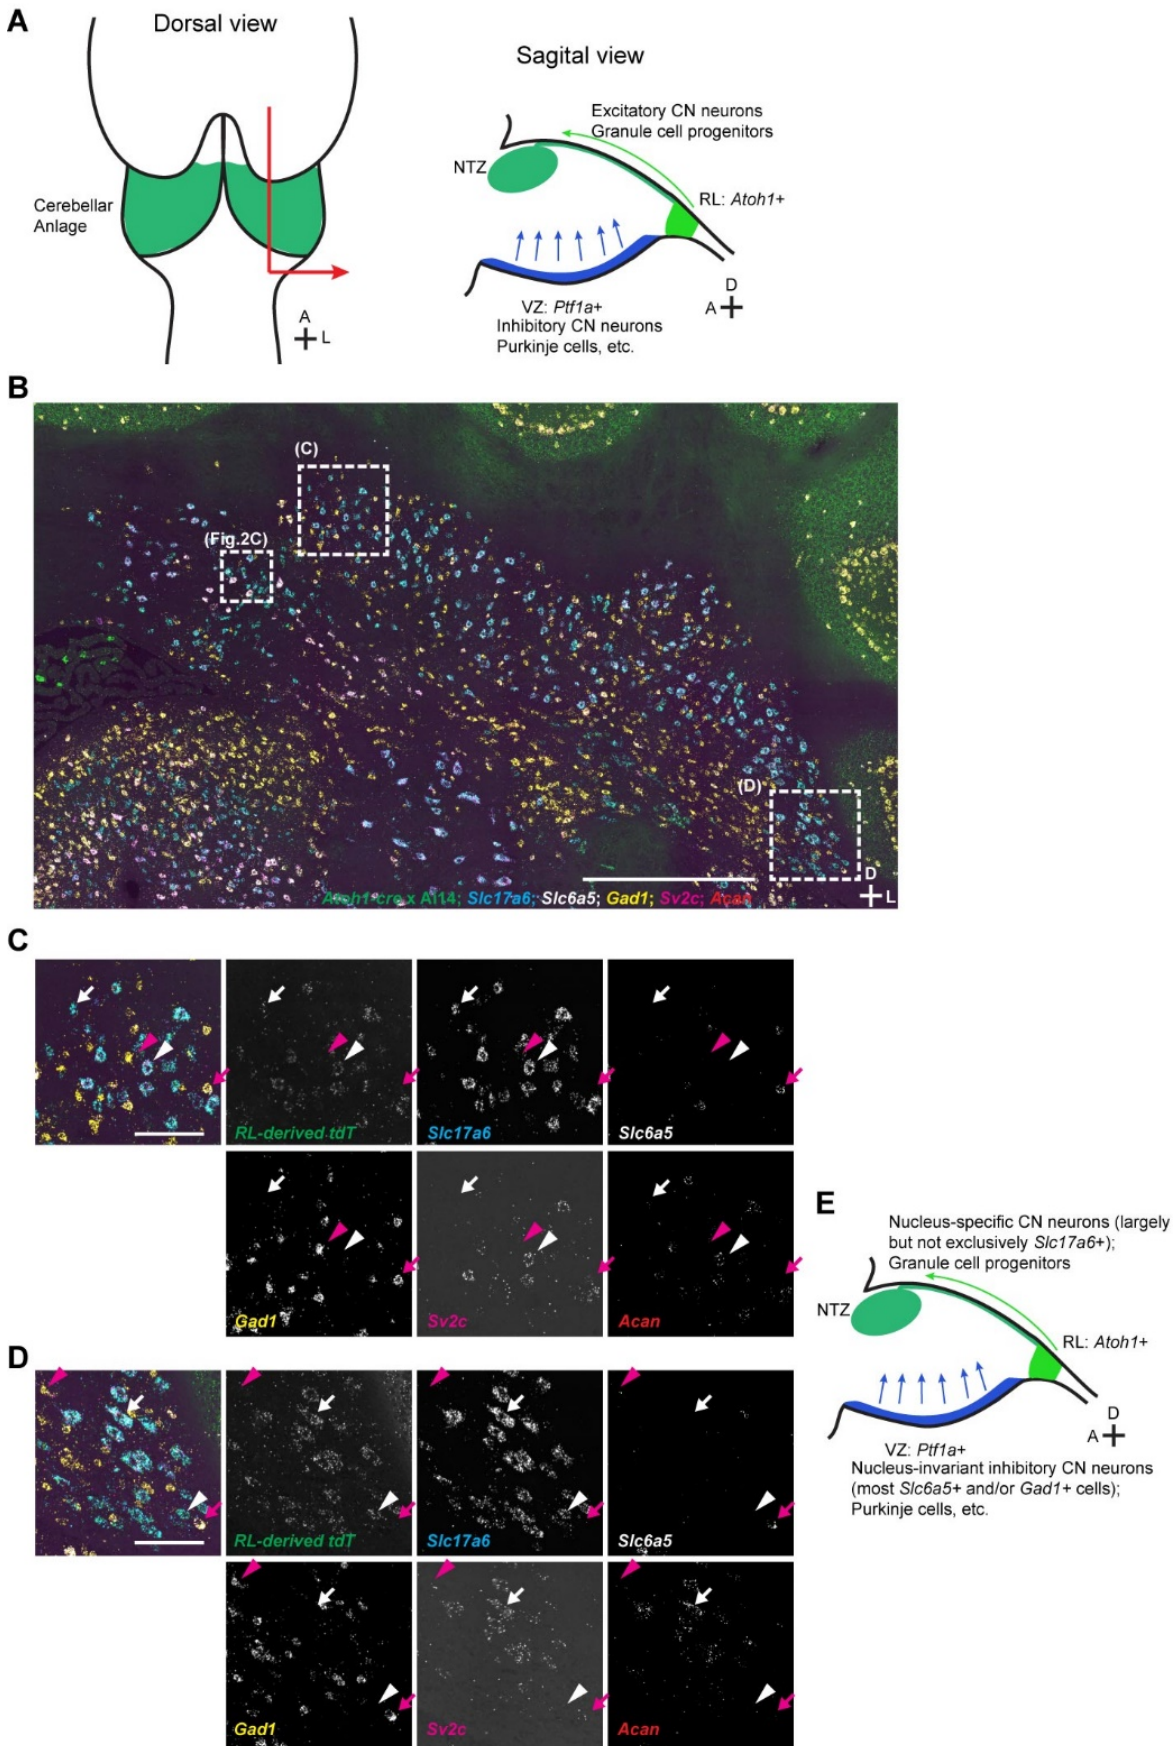 A
Dorsal view
Sagital view
Excitatory CN neurons
Granule cell progenitors
NTZ
RL: Atoh1+
Cerebellar
Anlage
D
A
VZ: Ptf1a+
Inhibitory CN neurons
Purkinje cells, etc.
A
L
B
(C)
(Fig.2C)
(D)
D
L
Atoh1-cre x Ai14; Slc17a6; Slc6a5; Gad1; Sv2c; Acan
C
RL-derived tdT
Slc17a6
Slc6a5
Gad1
Sv2c
Acan
D
RL-derived tdT
Slc17a6
Slc6a5
Gad1
Sv2c
Acan
E
Nucleus-specific CN neurons (largely
but not exclusively Slc17a6+);
Granule cell progenitors
NTZ
RL: Atoh1+
D
A
VZ: Ptf1a+
Nucleus-invariant inhibitory CN neurons
(most Slc6a5+ and/or Gad1+ cells);
Purkinje cells, etc.